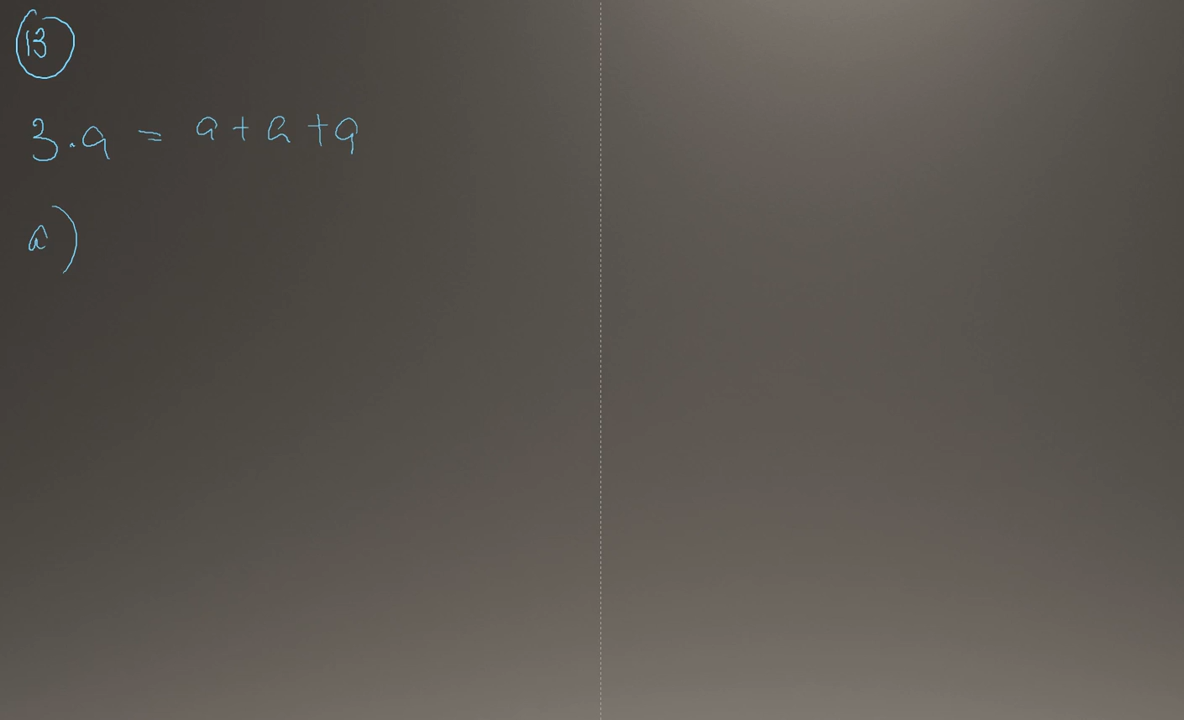 13
3.a = a + a + a
a)